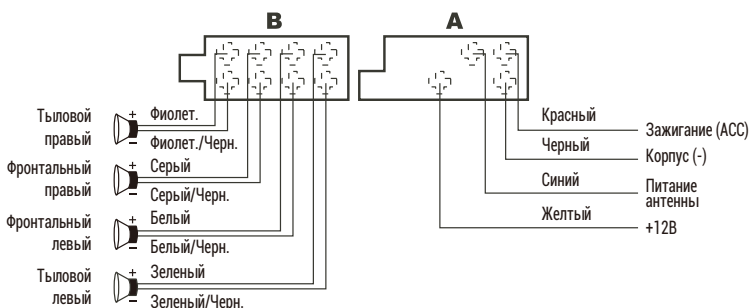 B
A
Тыловой
правый
+ Фиолет.
– Фиолет./Черн.
Фронтальный
правый
+ Серый
– Серый/Черн.
Фронтальный
левый
+ Белый
– Белый/Черн.
Тыловой
левый
+ Зеленый
– Зеленый/Черн.
Красный
Зажигание (ACC)
Черный
Корпус (-)
Синий
Питание
антенны
Желтый
+12В